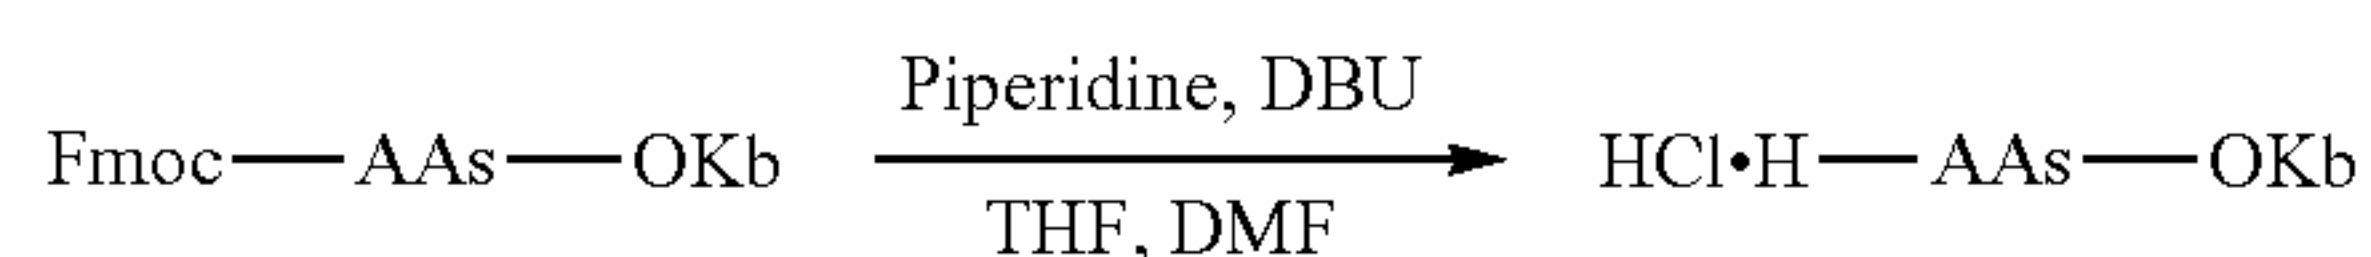 Piperidine, DBU
Fmoc—AAs—OKb HCl•H—AAs—OKb
THF, DMF